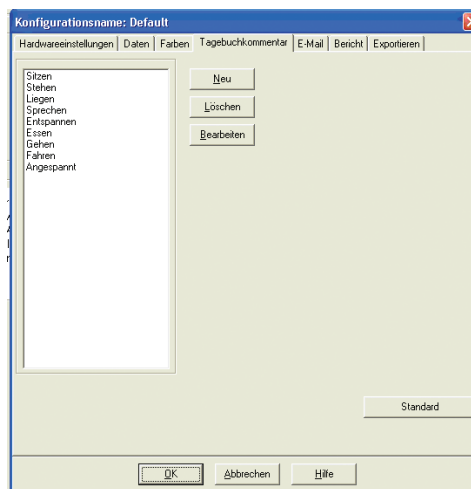 Konfigurationsname: Default
Hardwareeinstellungen Daten Farben Tagebuchkommentar E-Mail Bericht Exportieren
Sitzen
Stehen
Liegen
Sprechen
Entspannen
Essen
Gehen
Fahren
Angespannt
Neu
Löschen
Bearbeiten
Standard
OK Abbrechen Hilfe